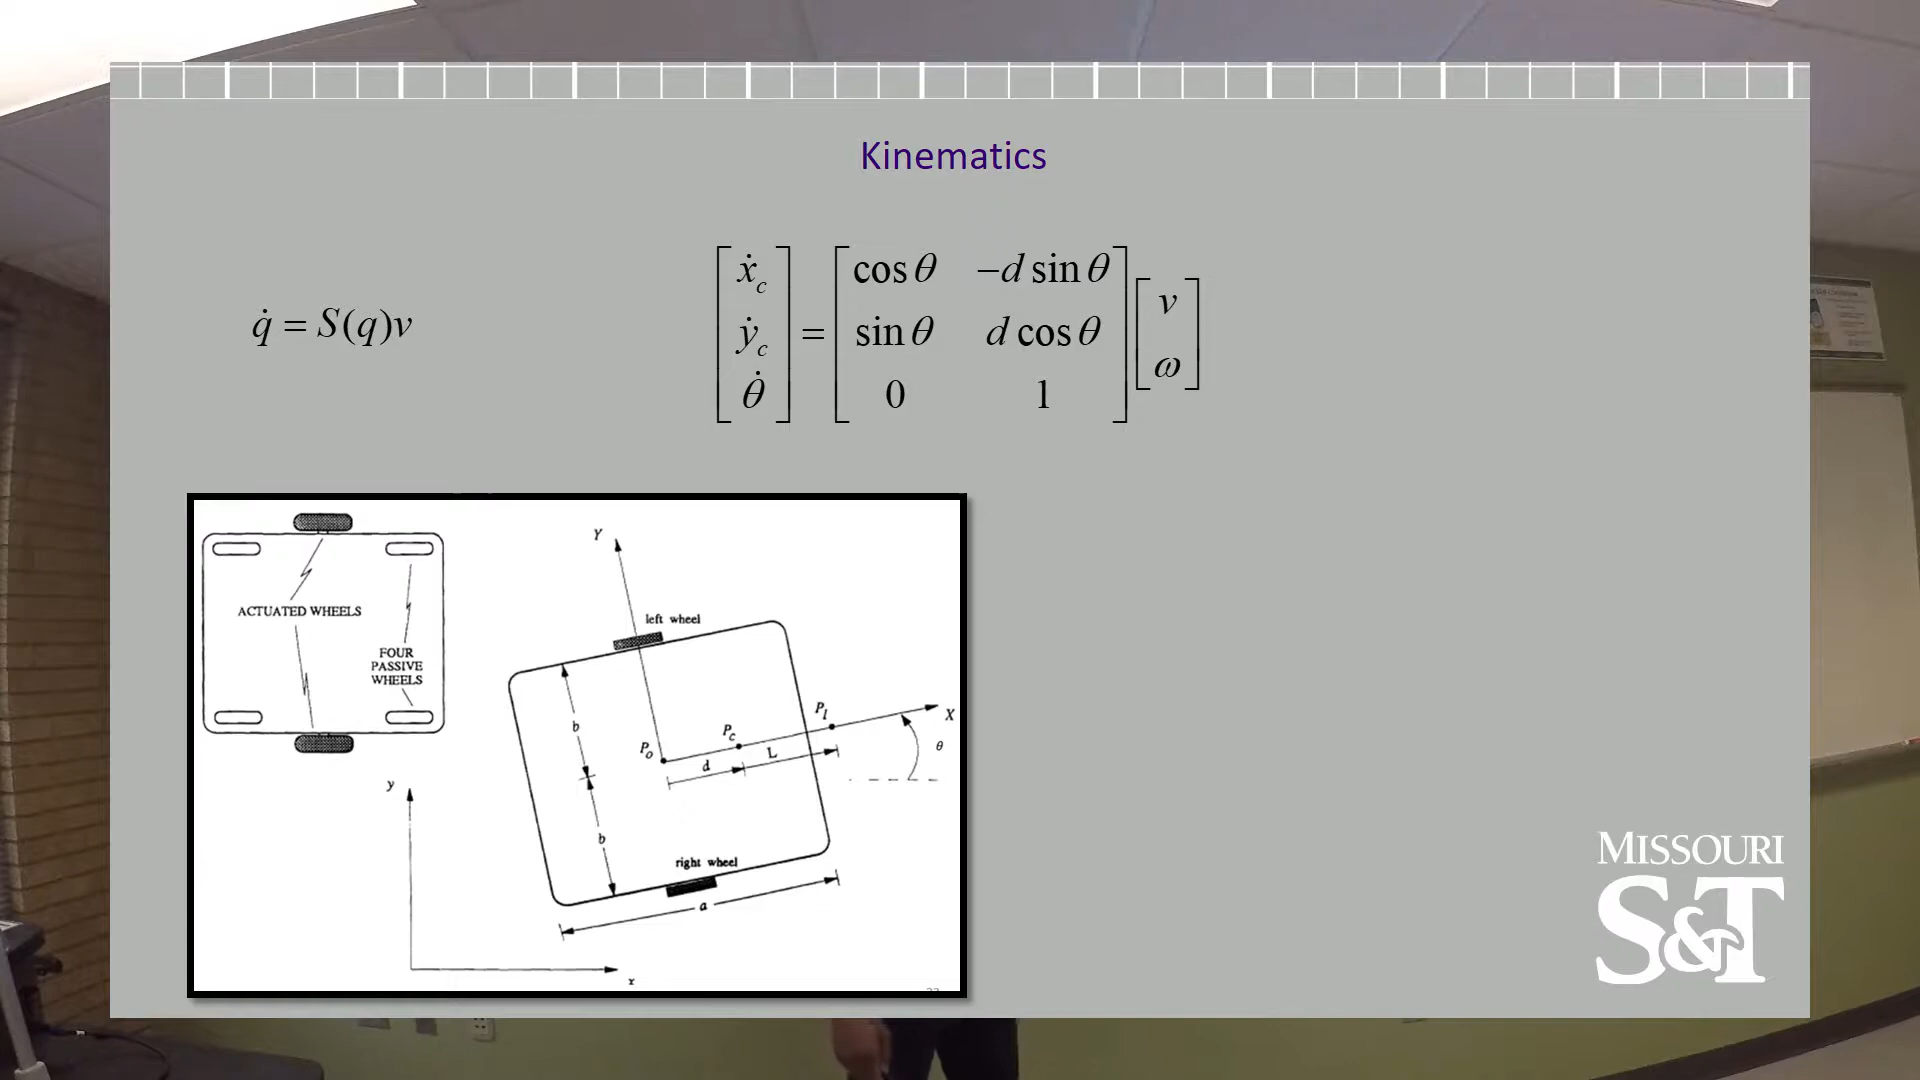 Kinematics
q̇ = S(q)v
[ẋ_c ẏ_c θ̇] = [cos θ −d sin θ; sin θ d cos θ; 0 1] [v ω]
ACTUATED WHEELS
FOUR
PASSIVE
WHEELS
Y
left wheel
b
P_o
P_c
P_l
X
d
L
θ
b
right wheel
a
y
x
MISSOURI
S&T